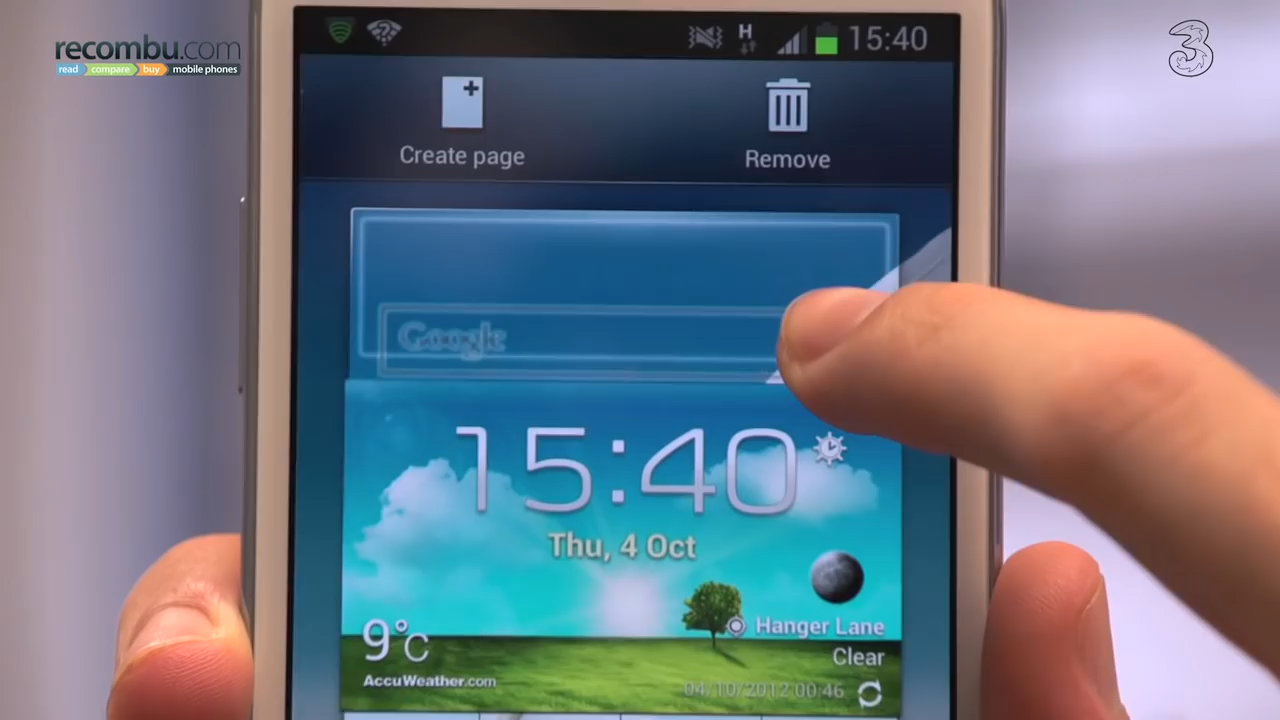 recombu.com
read compare buy mobile phones
3
H 15:40
Create page
Remove
Google
15:40
Thu, 4 Oct
9°C
Hanger Lane
Clear
AccuWeather.com
04/10/2012 00:46